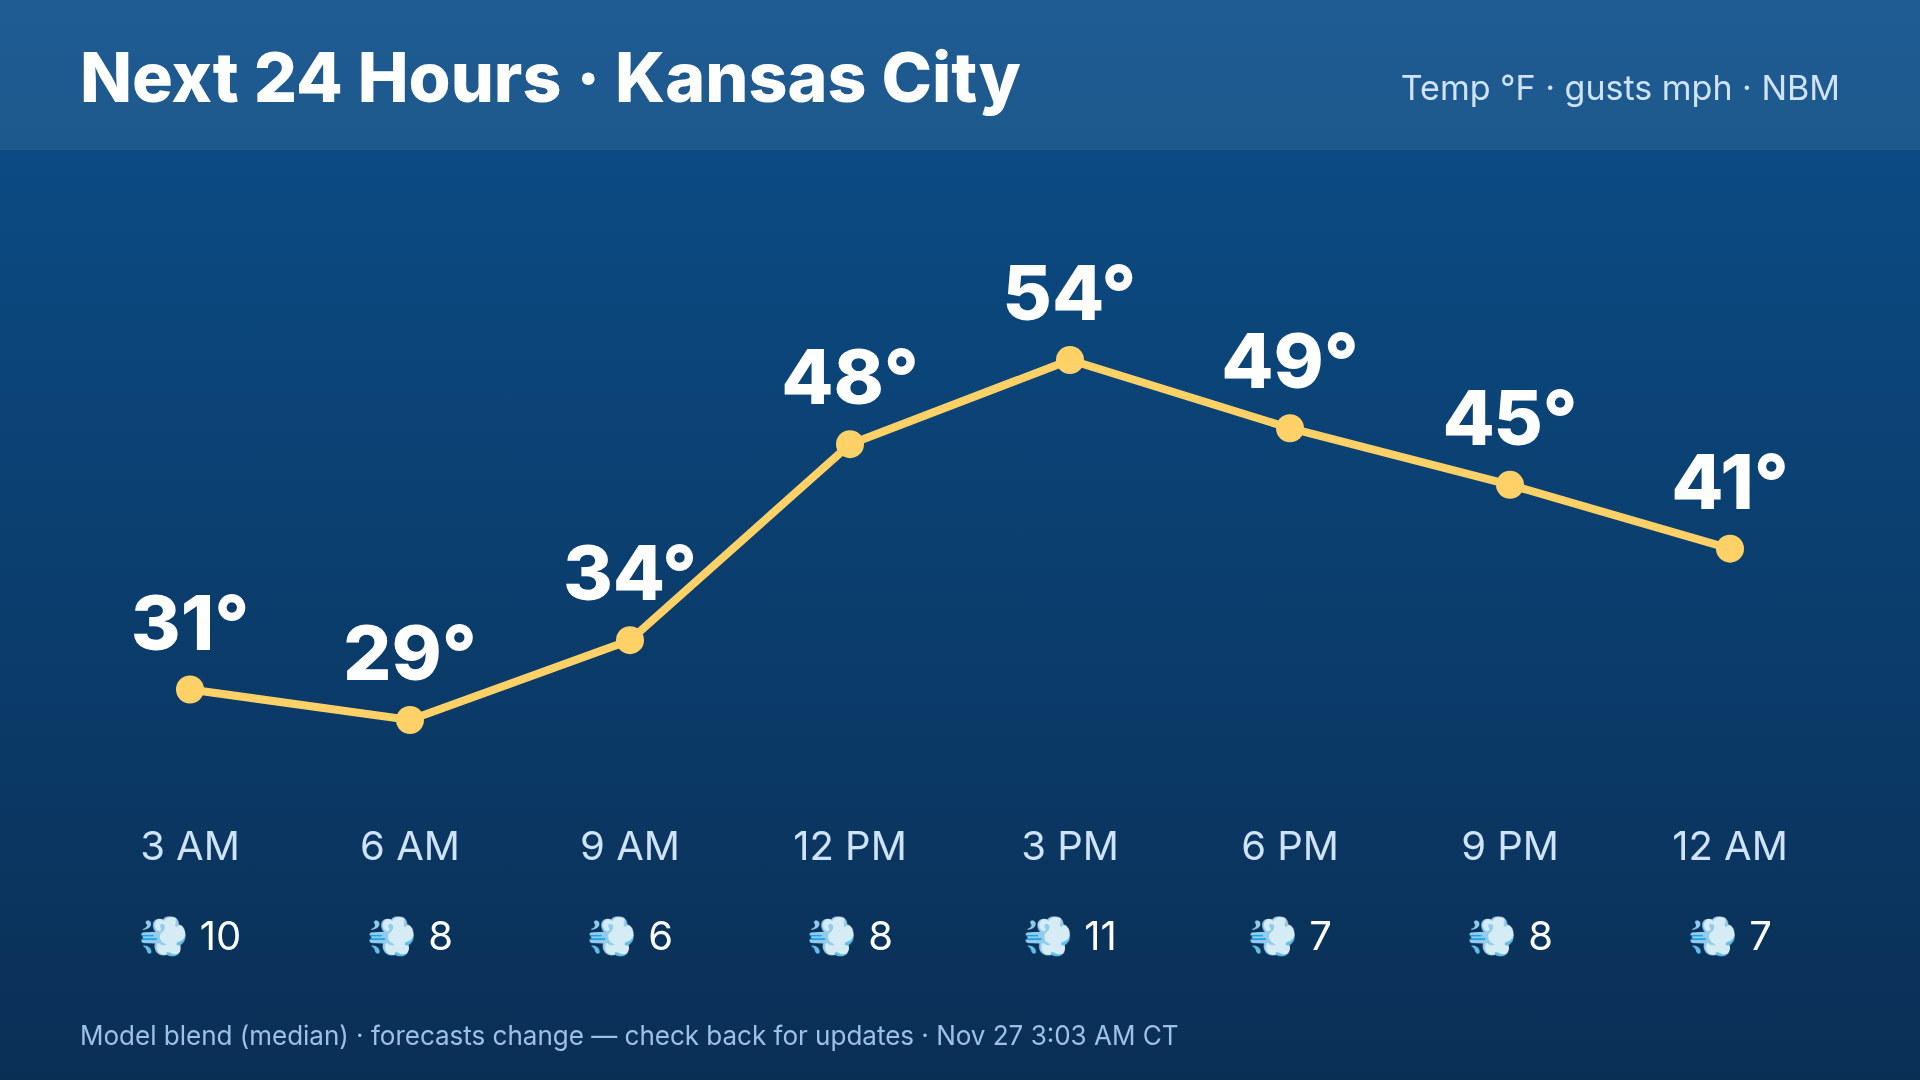 Next 24 Hours · Kansas City
Temp °F · gusts mph · NBM
31° 29° 34° 48° 54° 49° 45° 41°
3 AM 6 AM 9 AM 12 PM 3 PM 6 PM 9 PM 12 AM
💨 10 💨 8 💨 6 💨 8 💨 11 💨 7 💨 8 💨 7
Model blend (median) · forecasts change — check back for updates · Nov 27 3:03 AM CT